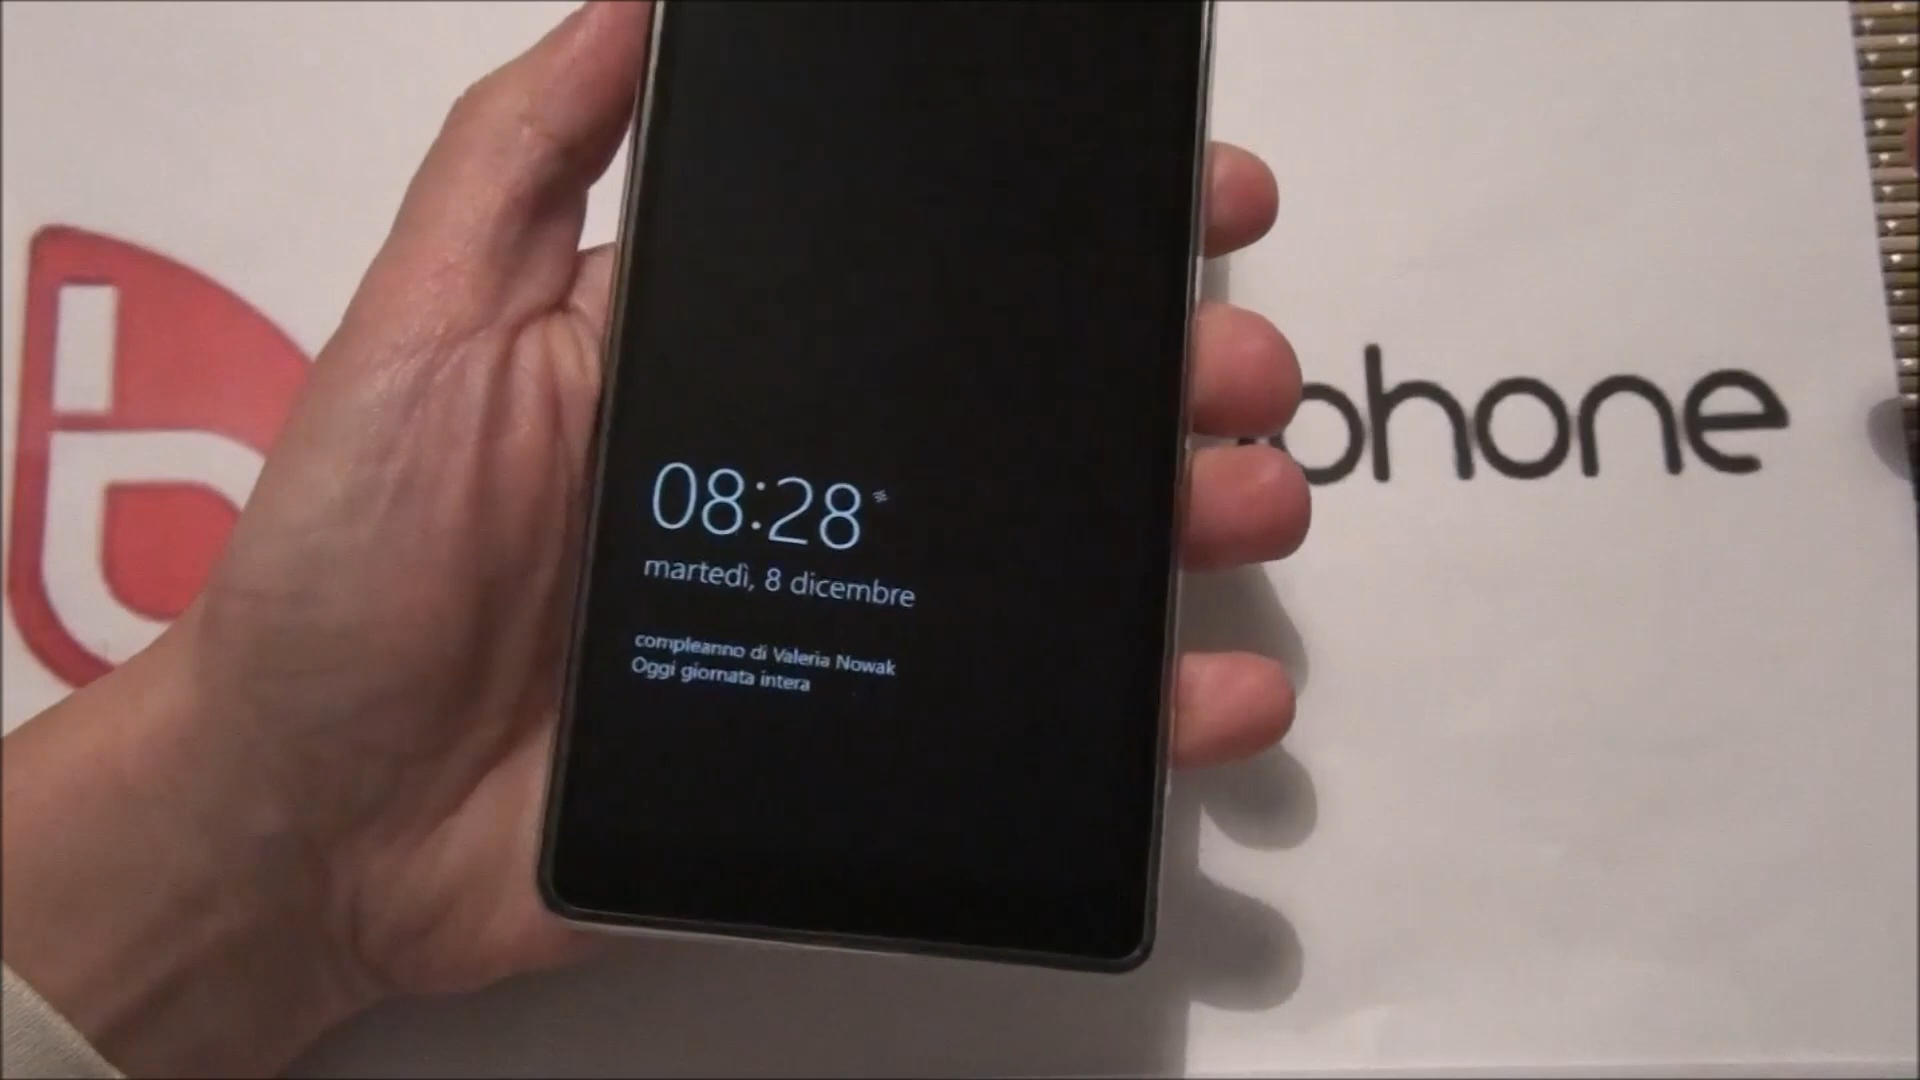 08:28
martedì, 8 dicembre
compleanno di Valeria Nowak
Oggi giornata intera
phone